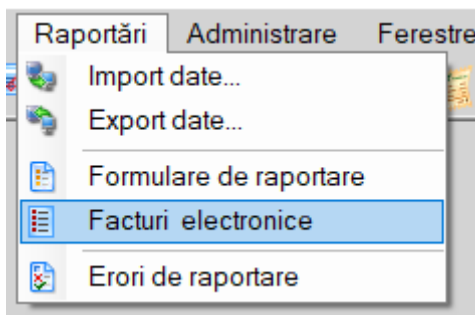 Raportări Administrare Ferestre
Import date...
Export date...
Formulare de raportare
Facturi electronice
Erori de raportare